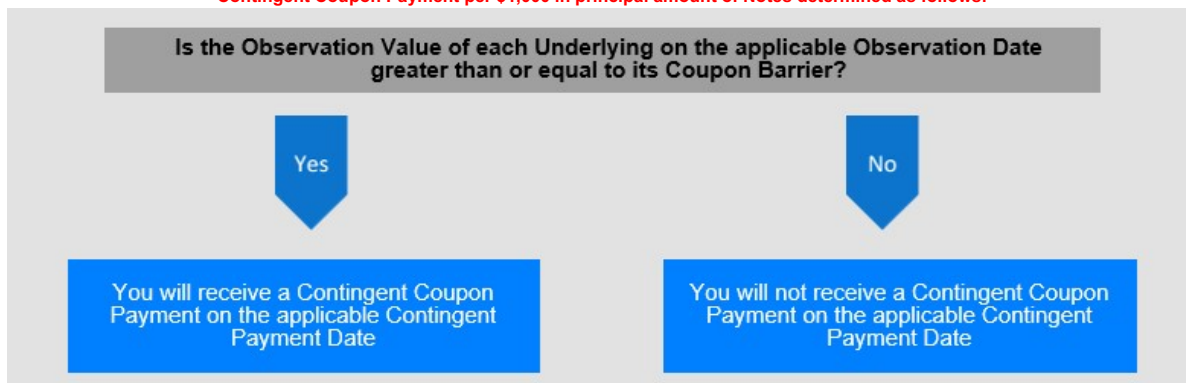 Contingent Coupon Payment per $1,000 in principal amount of Notes determined as follows:
Is the Observation Value of each Underlying on the applicable Observation Date
greater than or equal to its Coupon Barrier?
Yes
No
You will receive a Contingent Coupon
Payment on the applicable Contingent
Payment Date
You will not receive a Contingent Coupon
Payment on the applicable Contingent
Payment Date